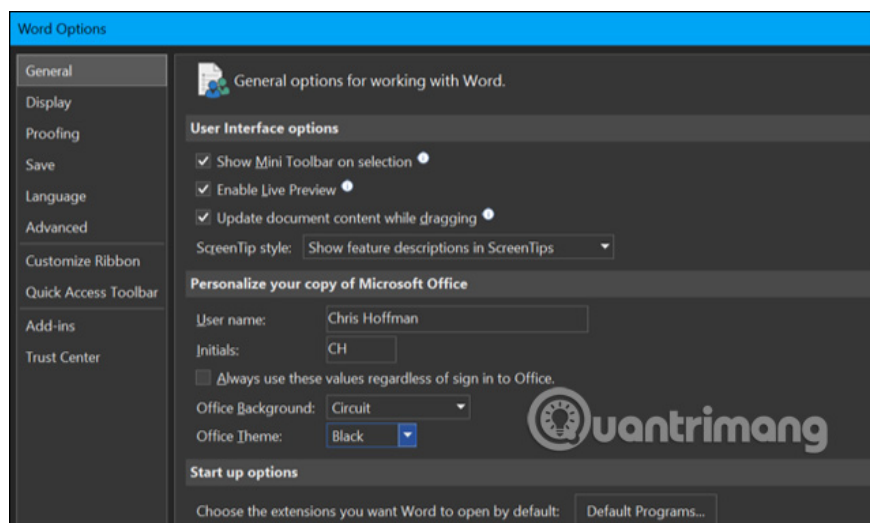 Word Options
General
Display
Proofing
Save
Language
Advanced
Customize Ribbon
Quick Access Toolbar
Add-ins
Trust Center
General options for working with Word.
User Interface options
Show Mini Toolbar on selection
Enable Live Preview
Update document content while dragging
ScreenTip style: Show feature descriptions in ScreenTips
Personalize your copy of Microsoft Office
User name: Chris Hoffman
Initials: CH
Always use these values regardless of sign in to Office.
Office Background: Circuit
Office Theme: Black
Quantrimang
Start up options
Choose the extensions you want Word to open by default: Default Programs...